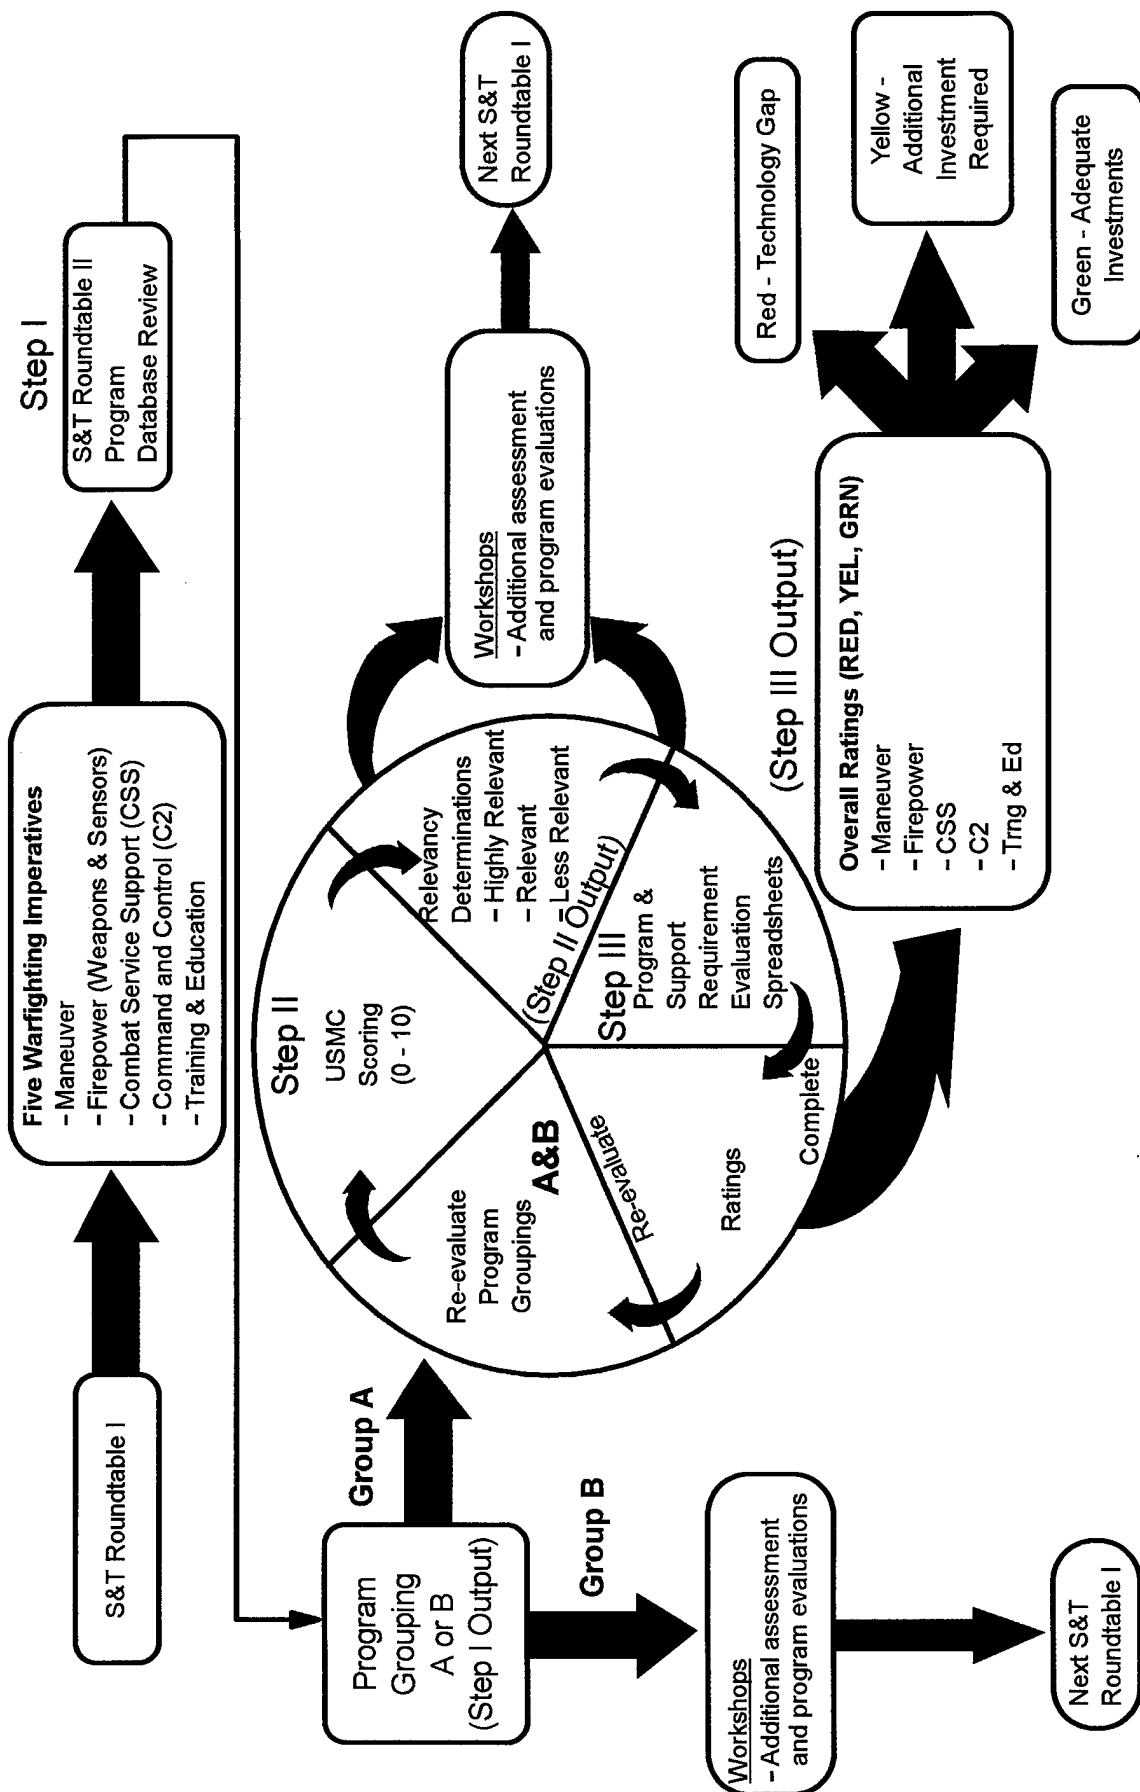 S&T Roundtable I
Five Warfighting Imperatives
- Maneuver
- Firepower (Weapons & Sensors)
- Combat Service Support (CSS)
- Command and Control (C2)
- Training & Education
Step I
S&T Roundtable II
Program
Database Review
Program
Grouping
A or B
(Step I Output)
Group A
Group B
Workshops
- Additional assessment
and program evaluations
Next S&T
Roundtable I
A&B
Re-evaluate
Program
Groupings
Step II
USMC
Scoring
(0 - 10)
Relevancy
Determinations
- Highly Relevant
- Relevant
- Less Relevant
(Step II Output)
Step III
Program &
Support
Requirement
Evaluation
Spreadsheets
Complete
Ratings
Re-evaluate
Workshops
- Additional assessment
and program evaluations
Next S&T
Roundtable I
(Step III Output)
Overall Ratings (RED, YEL, GRN)
- Maneuver
- Firepower
- CSS
- C2
- Trng & Ed
Red - Technology Gap
Yellow -
Additional
Investment
Required
Green - Adequate
Investments